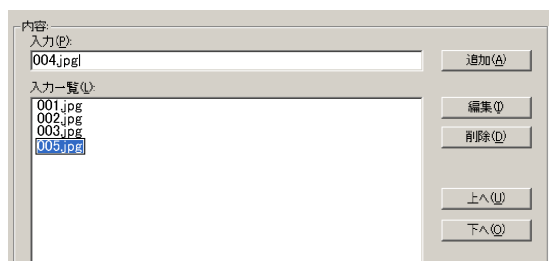 内容:
入力(P):
004.jpg
追加(A)
入力一覧(L):
001.jpg
002.jpg
003.jpg
005.jpg
編集(I)
削除(D)
上へ(U)
下へ(O)